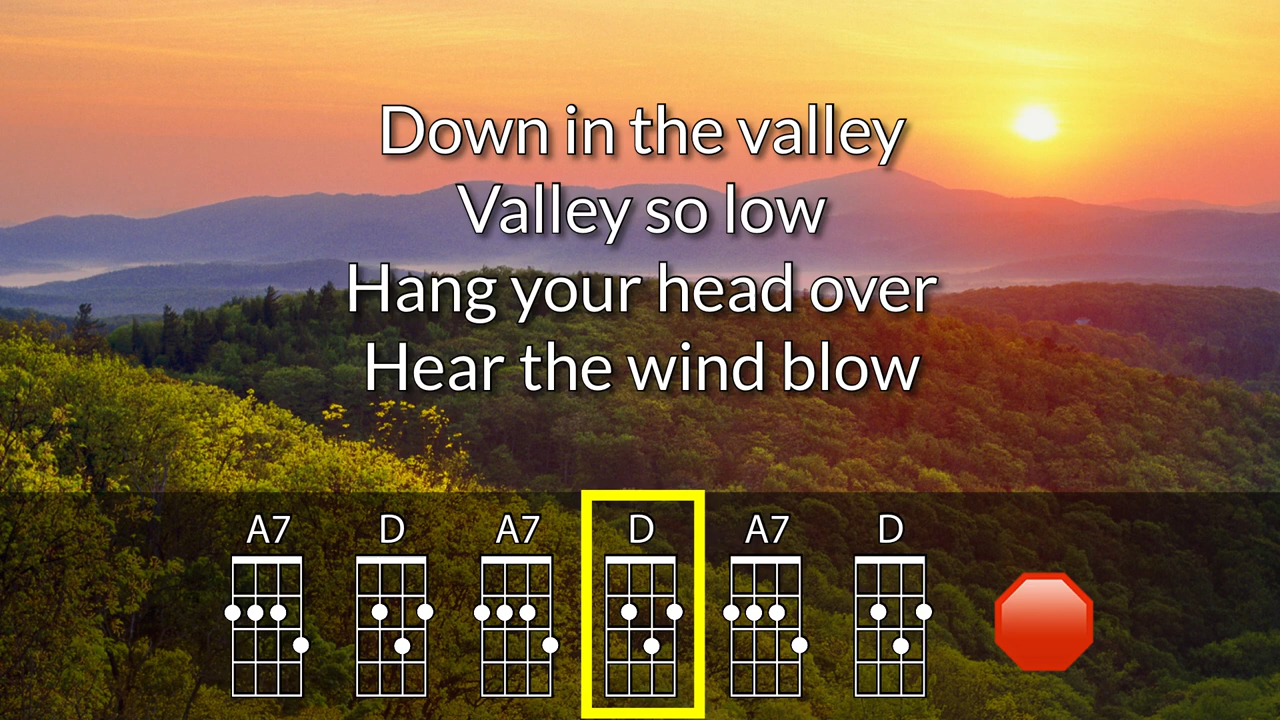 Down in the valley
Valley so low
Hang your head over
Hear the wind blow
A7 D A7 D A7 D